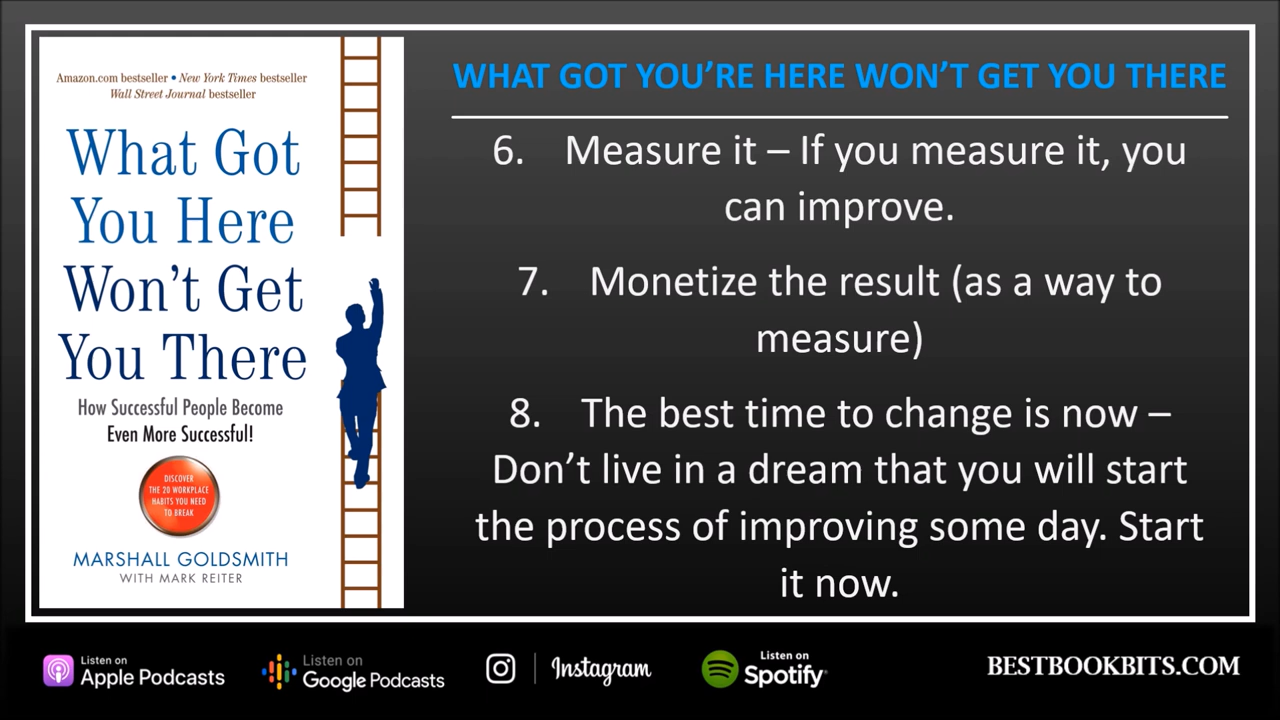 Amazon.com bestseller • New York Times bestseller
Wall Street Journal bestseller
What Got
You Here
Won't Get
You There
How Successful People Become
Even More Successful!
DISCOVER
THE 20 WORKPLACE
HABITS YOU NEED
TO BREAK
MARSHALL GOLDSMITH
WITH MARK REITER
WHAT GOT YOU'RE HERE WON'T GET YOU THERE
6. Measure it – If you measure it, you
can improve.
7. Monetize the result (as a way to
measure)
8. The best time to change is now –
Don't live in a dream that you will start
the process of improving some day. Start
it now.
Listen on
Apple Podcasts
Listen on
Google Podcasts
Instagram
Listen on
Spotify
BESTBOOKBITS.COM